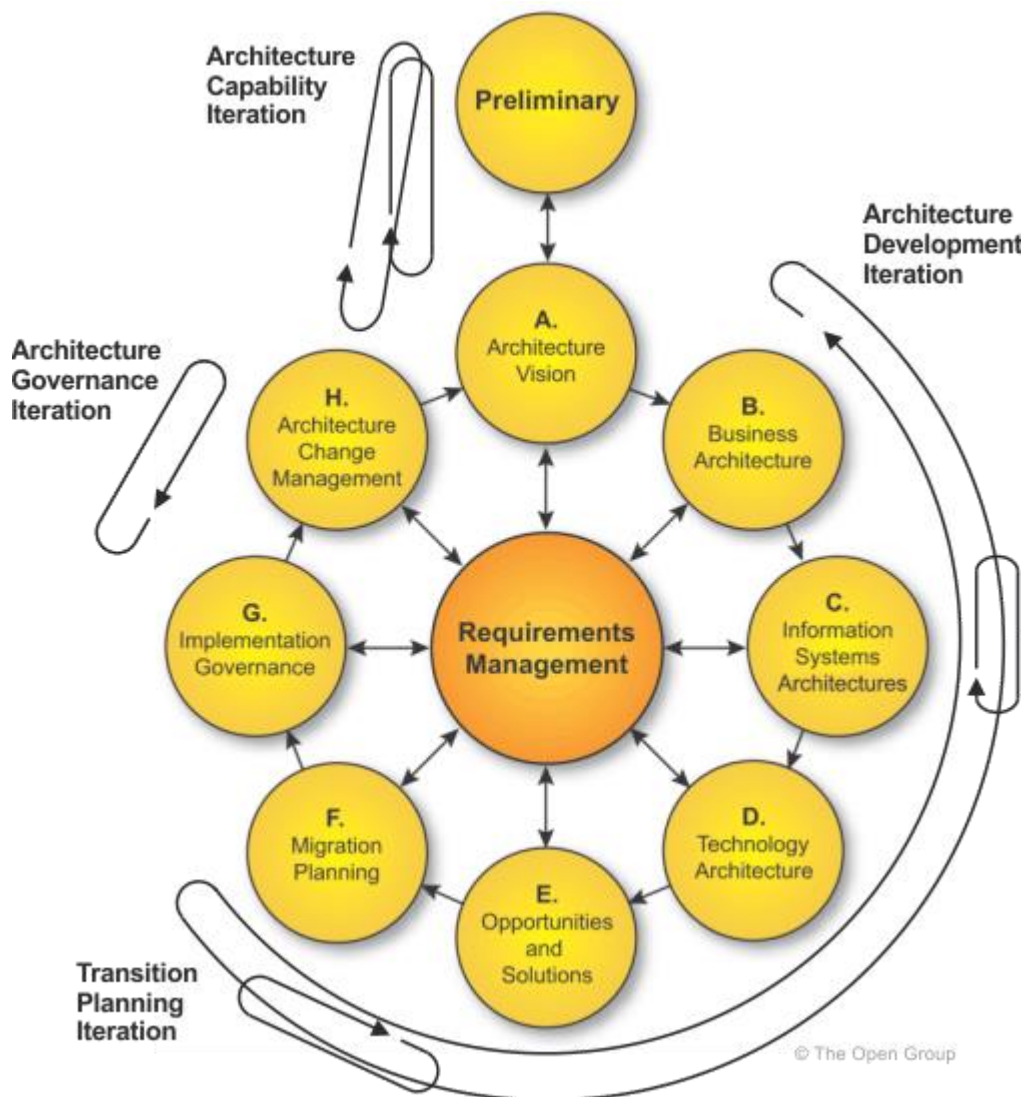 Architecture
Capability
Iteration
Preliminary
Architecture
Development
Iteration
A.
Architecture
Vision
Architecture
Governance
Iteration
H.
Architecture
Change
Management
B.
Business
Architecture
G.
Implementation
Governance
Requirements
Management
C.
Information
Systems
Architectures
F.
Migration
Planning
D.
Technology
Architecture
E.
Opportunities
and
Solutions
Transition
Planning
Iteration
© The Open Group